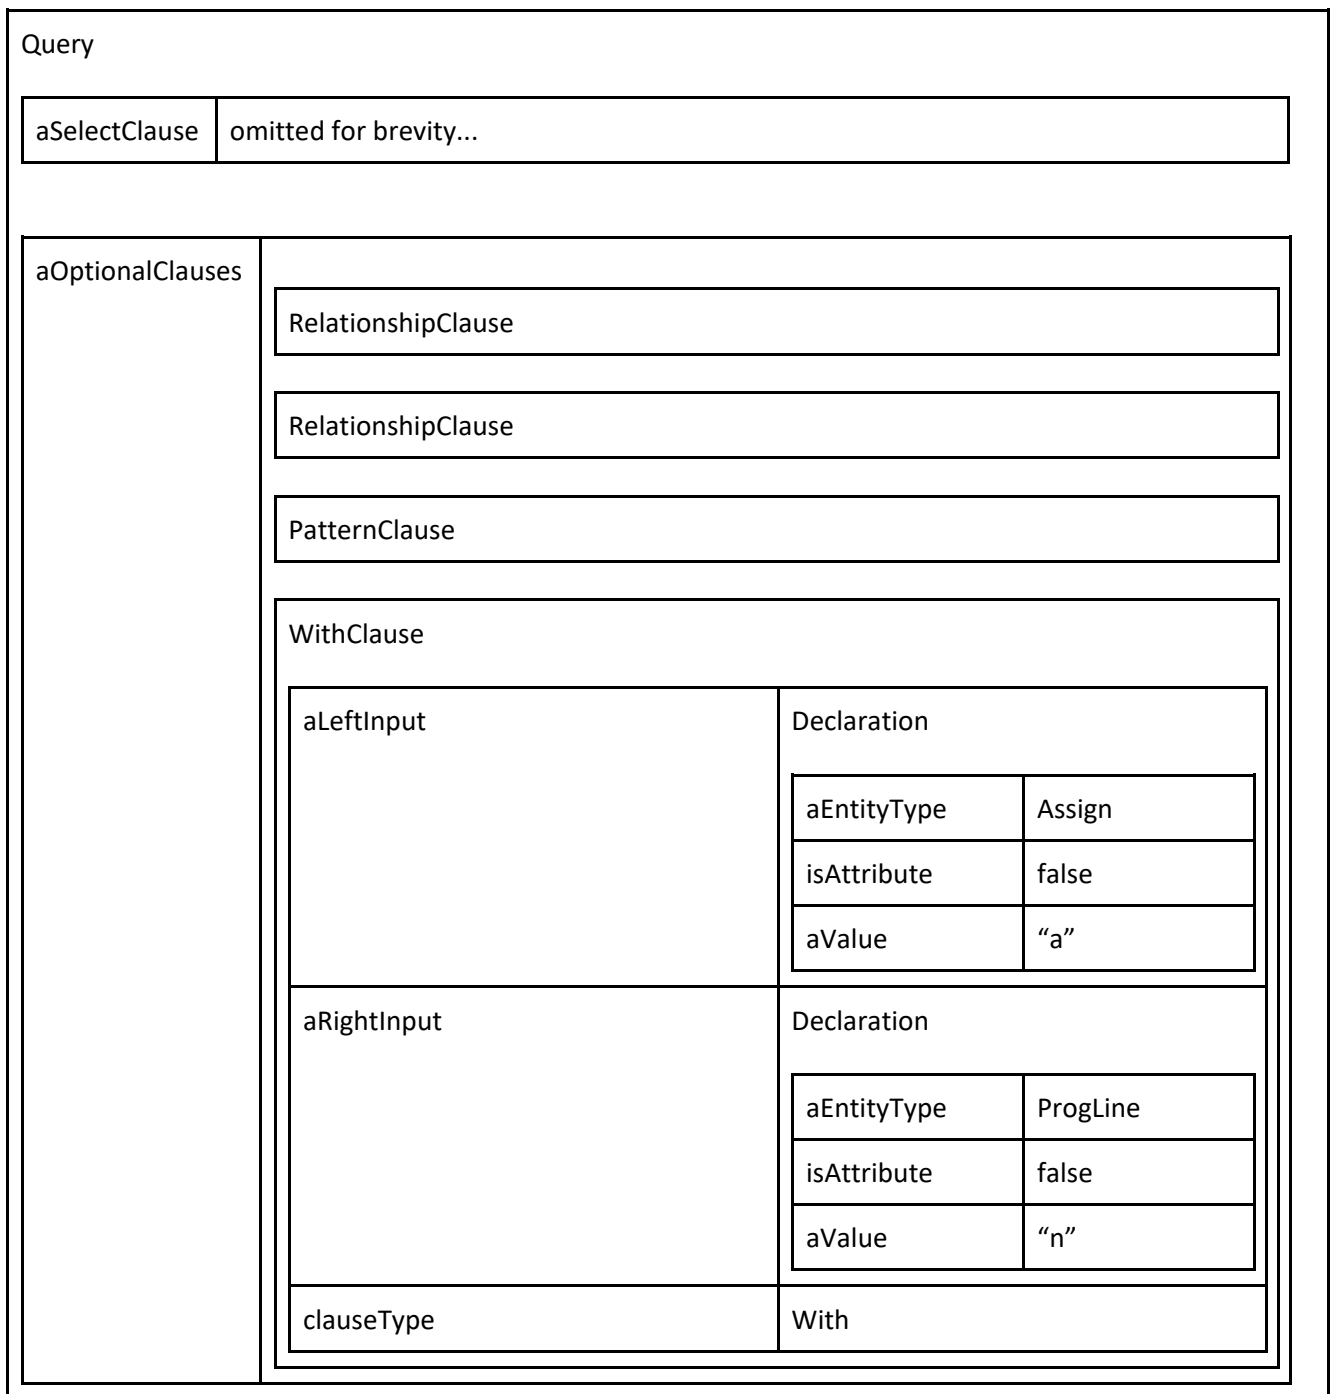 Query
aSelectClause omitted for brevity...
aOptionalClauses
RelationshipClause
RelationshipClause
PatternClause
WithClause
aLeftInput Declaration
aEntityType Assign
isAttribute false
aValue “a”
aRightInput Declaration
aEntityType ProgLine
isAttribute false
aValue “n”
clauseType With